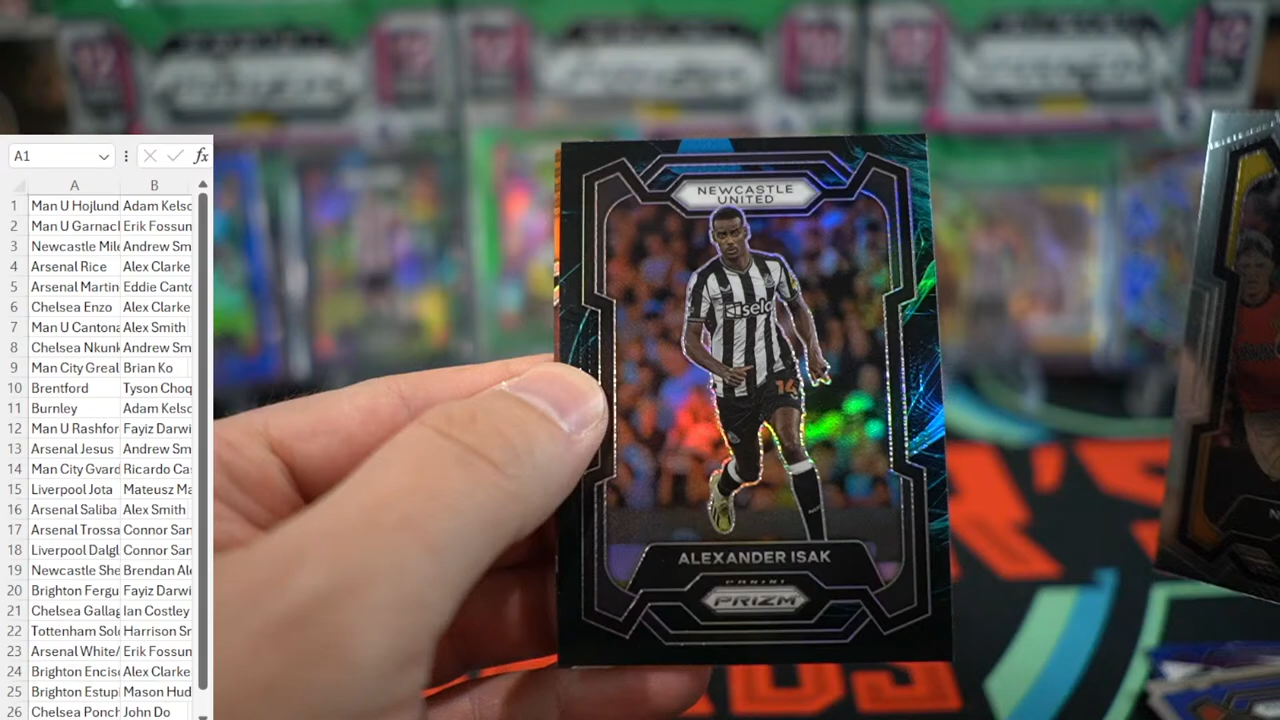 A1
fx
A B
1 Man U Hojlund Adam Kelso
2 Man U Garnacl Erik Fossun
3 Newcastle Mile Andrew Sm
4 Arsenal Rice Alex Clarke
5 Arsenal Martin Eddie Canto
6 Chelsea Enzo Alex Clarke
7 Man U Cantona Alex Smith
8 Chelsea Nkunk Andrew Sm
9 Man City Greal Brian Ko
10 Brentford Tyson Choq
11 Burnley Adam Kelso
12 Man U Rashfor Fayiz Darwi
13 Arsenal Jesus Andrew Sm
14 Man City Gvard Ricardo Ca
15 Liverpool Jota Mateusz Ma
16 Arsenal Saliba Alex Smith
17 Arsenal Trossa Connor San
18 Liverpool Dalgl Connor San
19 Newcastle She Brendan Al
20 Brighton Fergu Fayiz Darwi
21 Chelsea Gallag Ian Costley
22 Tottenham Sol Harrison Sr
23 Arsenal White/ Erik Fossun
24 Brighton Encis Alex Clarke
25 Brighton Estup Mason Hud
26 Chelsea Ponch John Do
NEWCASTLE
UNITED
sela
14
ALEXANDER ISAK
PANINI
PRIZM